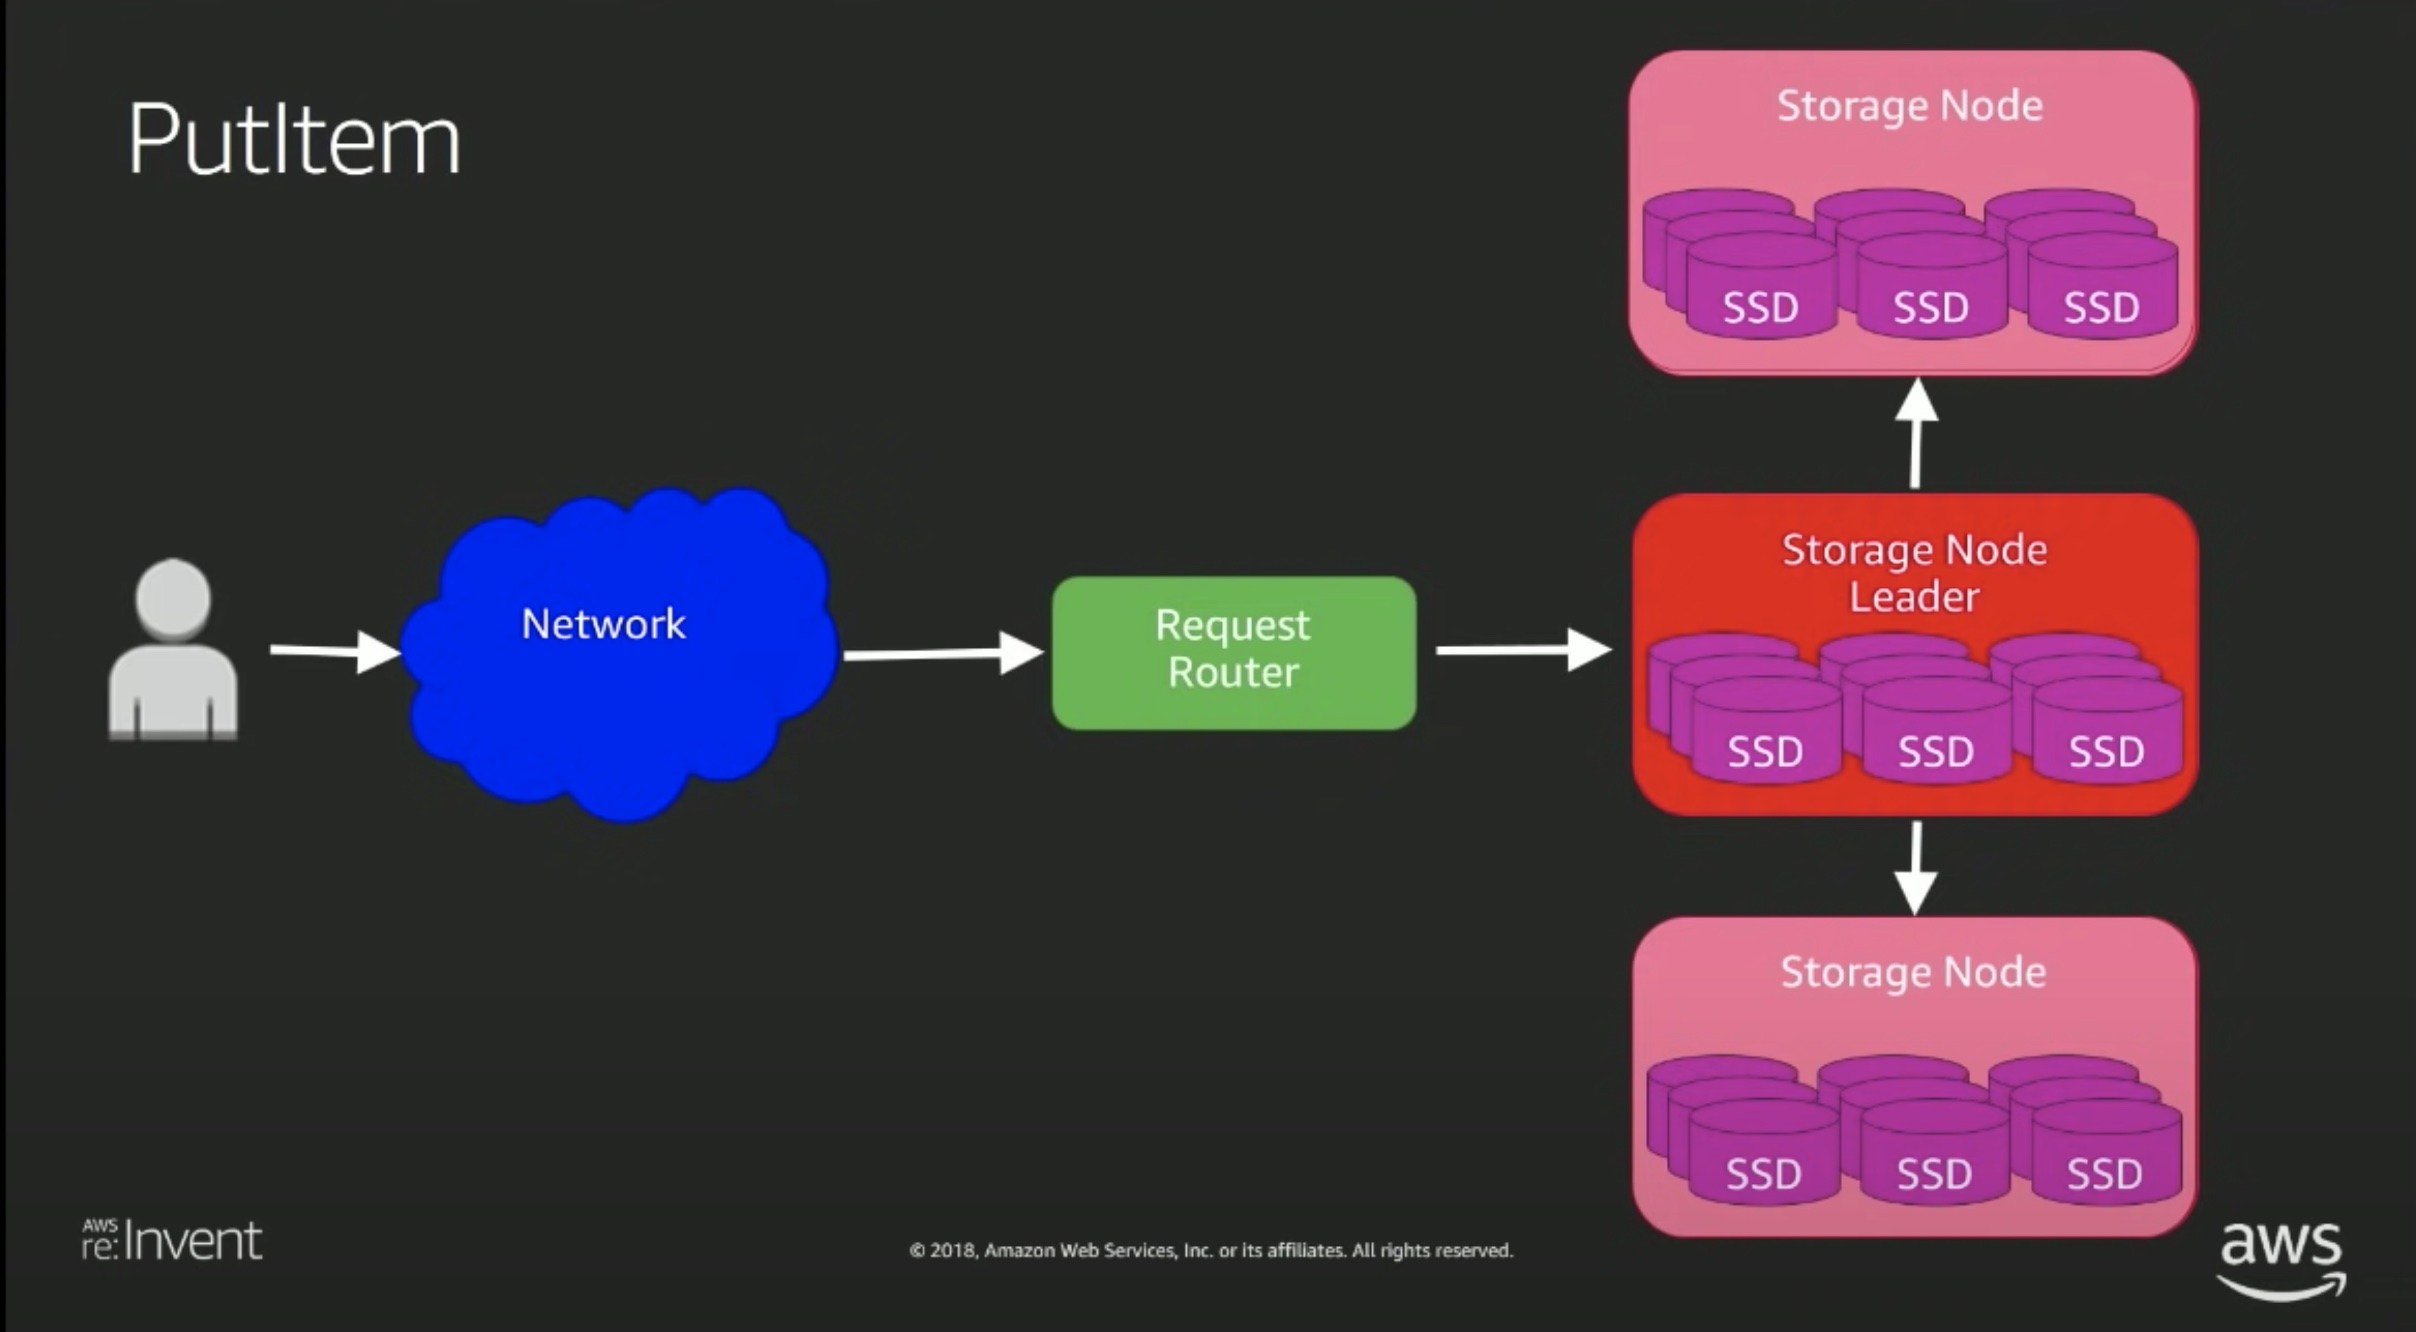 PutItem
Storage Node
SSD SSD SSD
Network
Request
Router
Storage Node
Leader
SSD SSD SSD
Storage Node
SSD SSD SSD
AWS
re:Invent
© 2018, Amazon Web Services, Inc. or its affiliates. All rights reserved.
aws